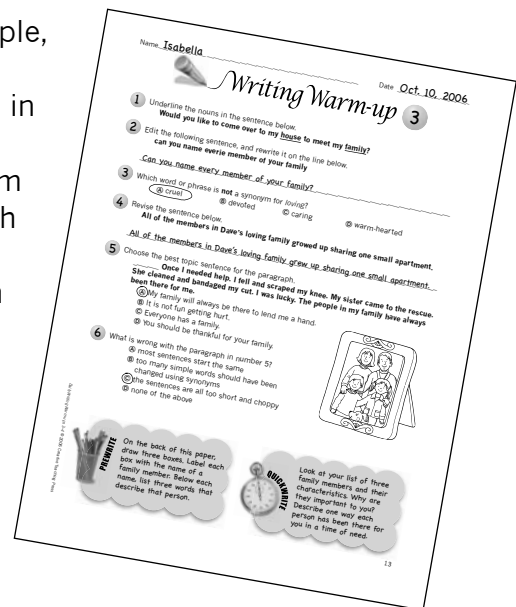 ple,
in
m
h
Name Isabella
Date Oct. 10, 2006
Writing Warm-up 3
1 Underline the nouns in the sentence below.
Would you like to come over to my house to meet my family?
2 Edit the following sentence, and rewrite it on the line below.
can you name everie member of your family
Can you name every member of your family?
3 Which word or phrase is not a synonym for loving?
A cruel
B devoted
C caring
D warm-hearted
4 Revise the sentence below.
All of the members in Dave's loving family growed up sharing one small apartment.
All of the members in Dave's loving family grew up sharing one small apartment.
5 Choose the best topic sentence for the paragraph.
Once I needed help. I fell and scraped my knee. My sister came to the rescue.
She cleaned and bandaged my cut. I was lucky. The people in my family have always
been there for me.
A My family will always be there to lend me a hand.
B It is not fun getting hurt.
C Everyone has a family.
D You should be thankful for your family.
6 What is wrong with the paragraph in number 5?
A most sentences start the same
B too many simple words should have been
changed using synonyms
C the sentences are all too short and choppy
D none of the above
PREWRITE
On the back of this paper,
draw three boxes. Label each
box with the name of a
family member. Below each
name, list three words that
describe that person.
QUICKWRITE
Look at your list of three
family members and their
characteristics. Why are
they important to you?
Describe one way each
person has been there for
you in a time of need.
13